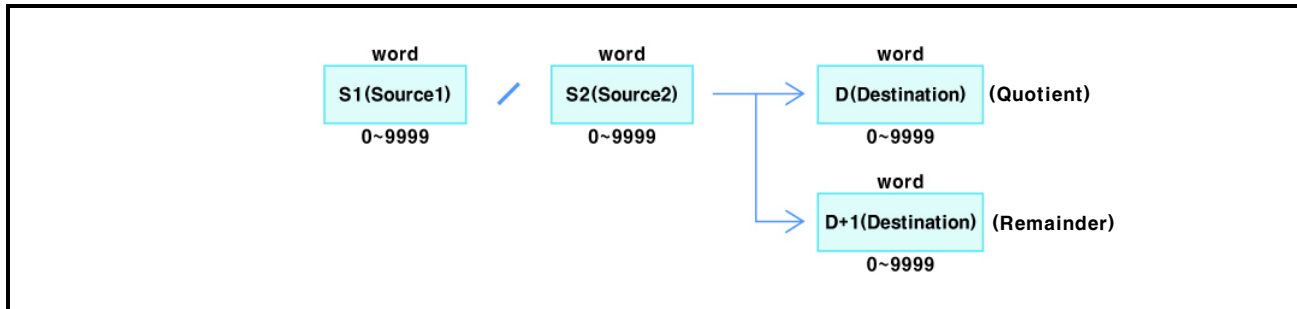 word word word
S1(Source1) / S2(Source2) D(Destination) (Quotient)
0~9999 0~9999 0~9999
word
D+1(Destination) (Remainder)
0~9999